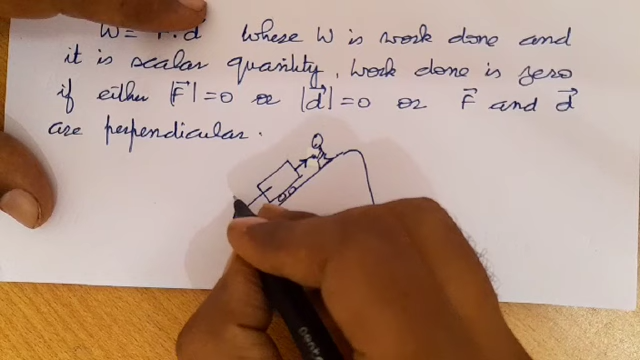 W = F · d⃗ where W is work done and
it is scalar quantity, Work done is zero
if either |F⃗| = 0 or |d⃗| = 0 or F⃗ and d⃗
are perpendicular.